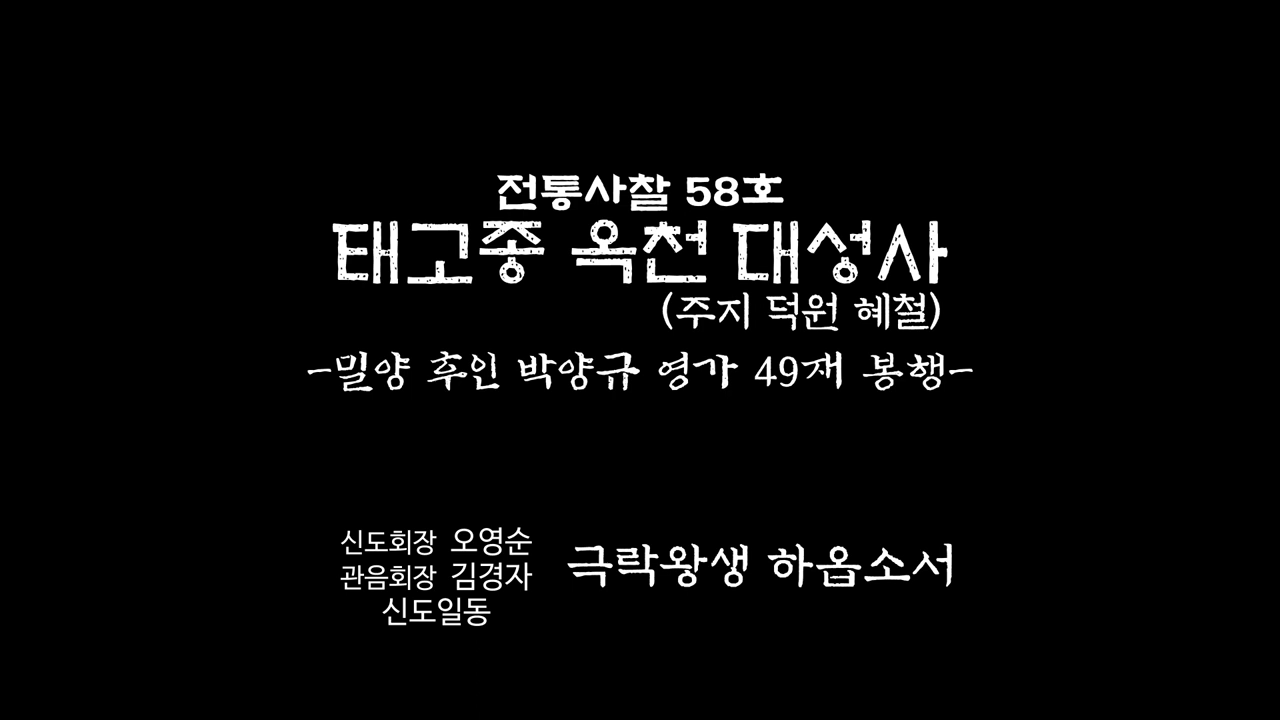 전통사찰 58호
태고종 옥천 대성사
(주지 덕원 혜철)
-밀양 후인 박양규 영가 49재 봉행-
신도회장 오영순
관음회장 김경자
신도일동
극락왕생 하옵소서